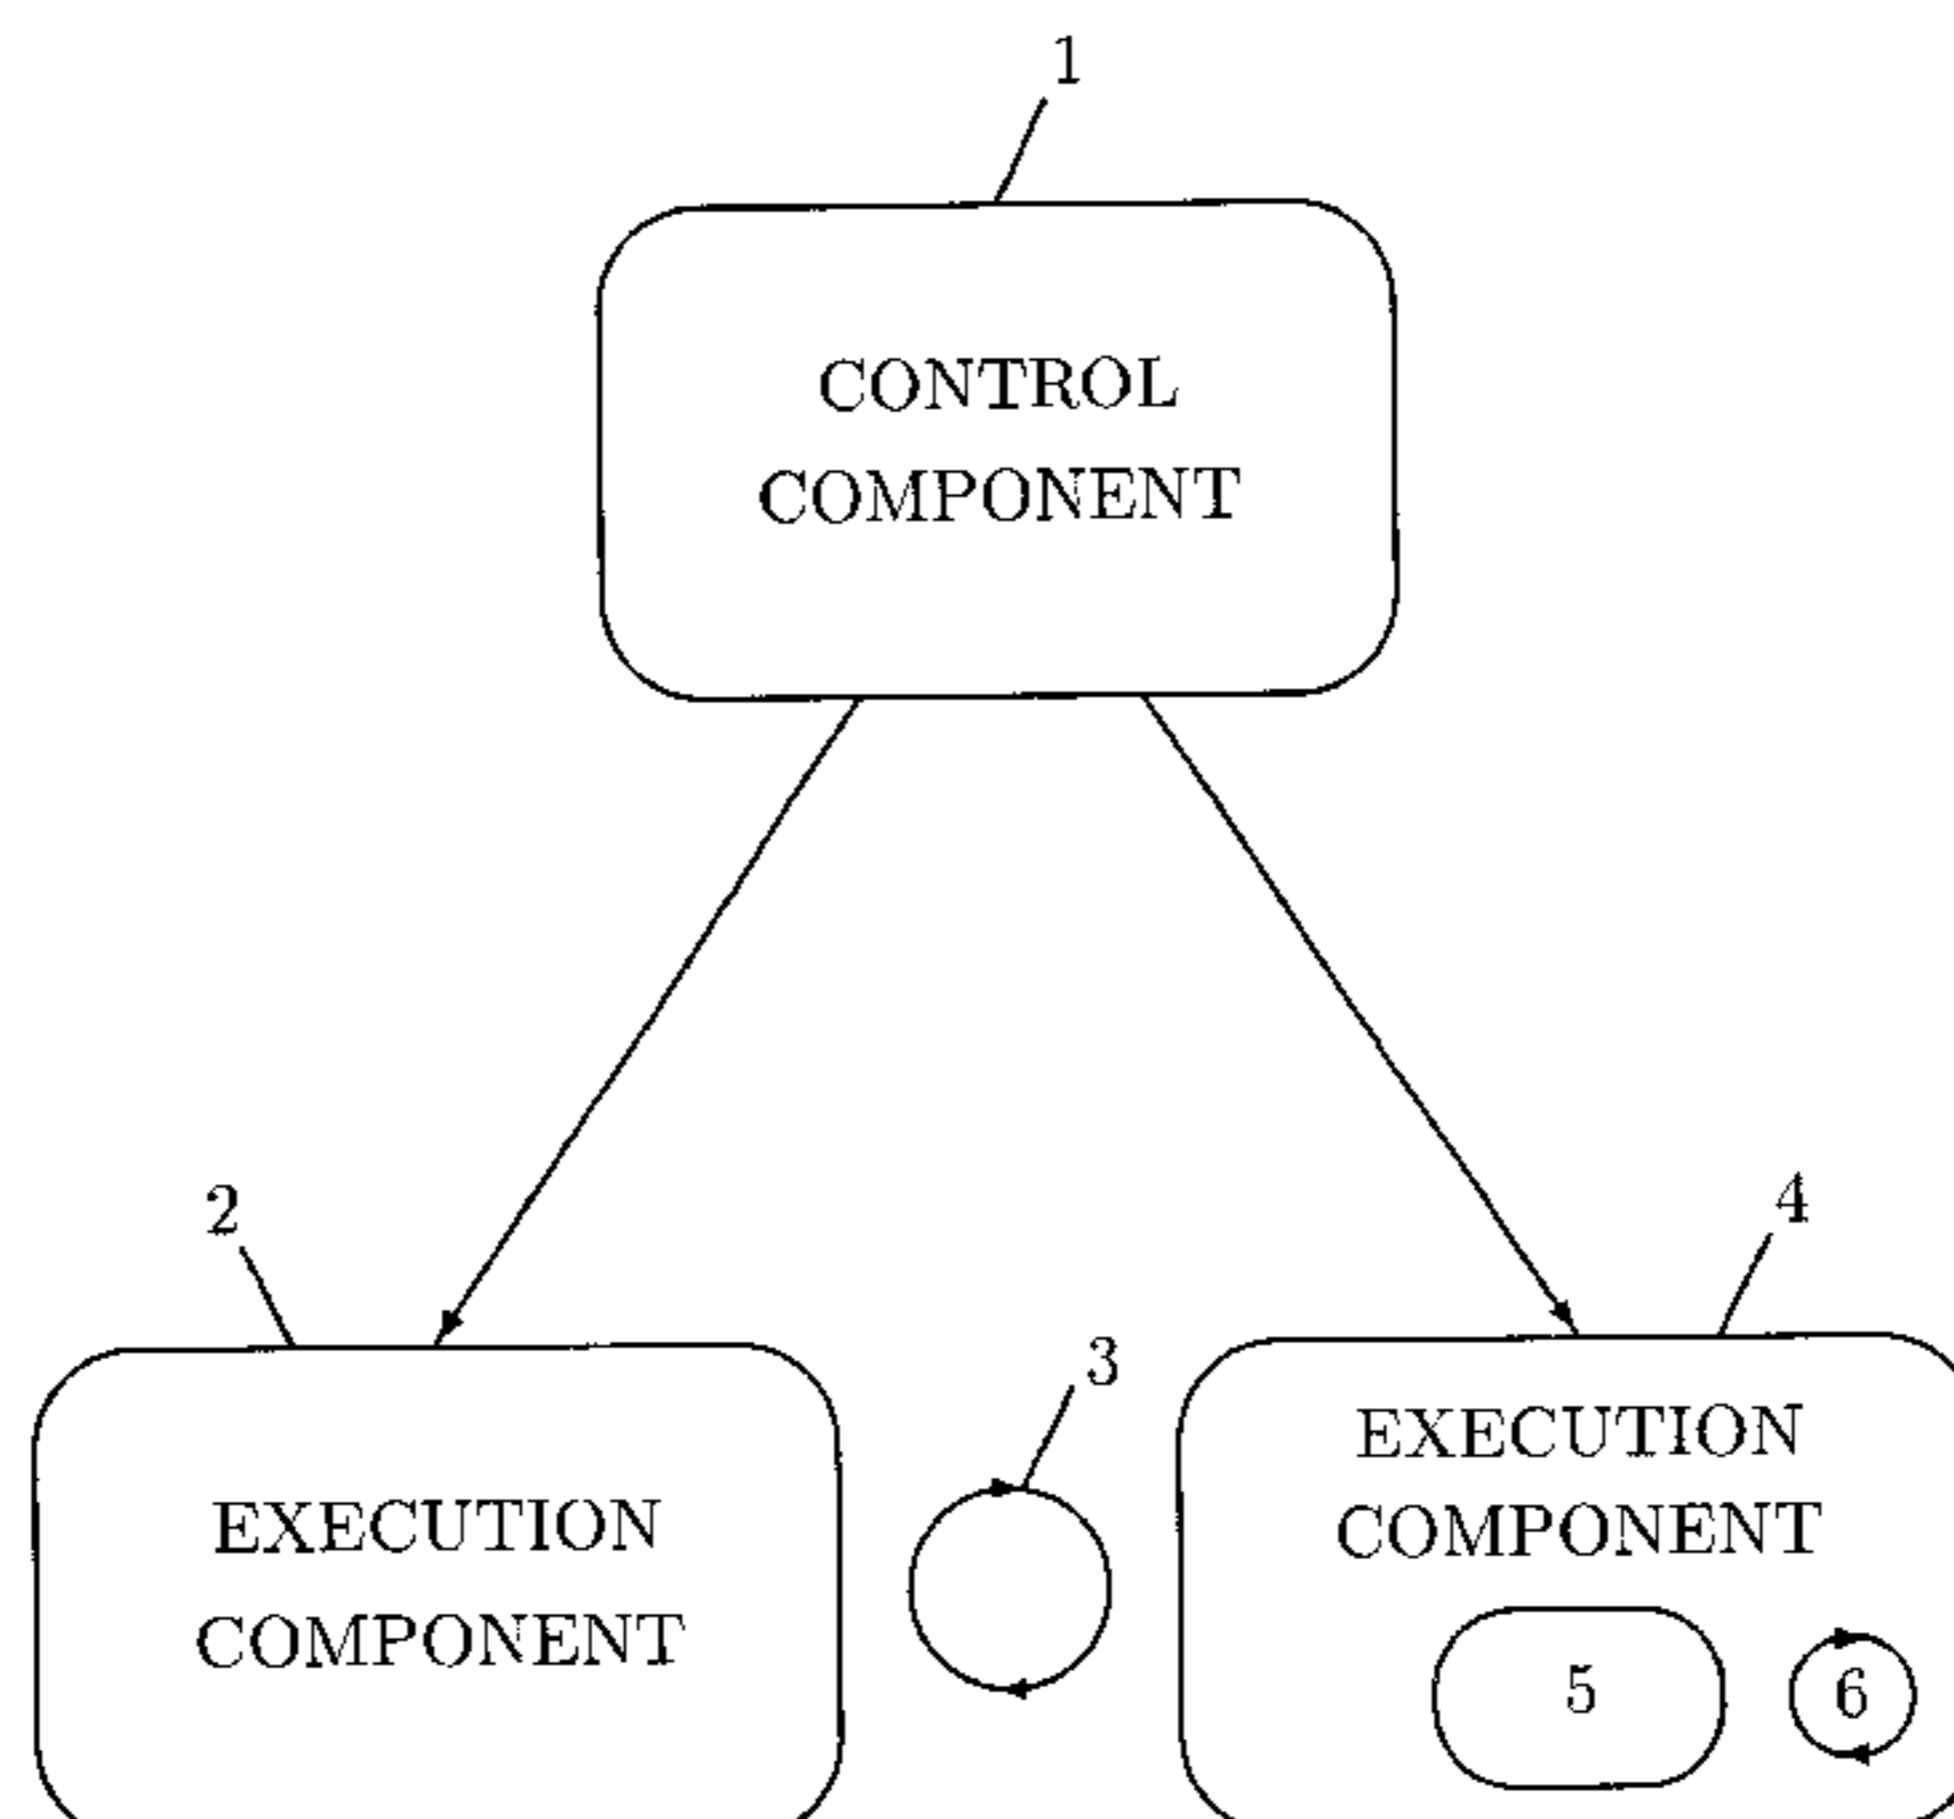 1
CONTROL
COMPONENT
2
4
3
EXECUTION
COMPONENT
EXECUTION
COMPONENT
5
6